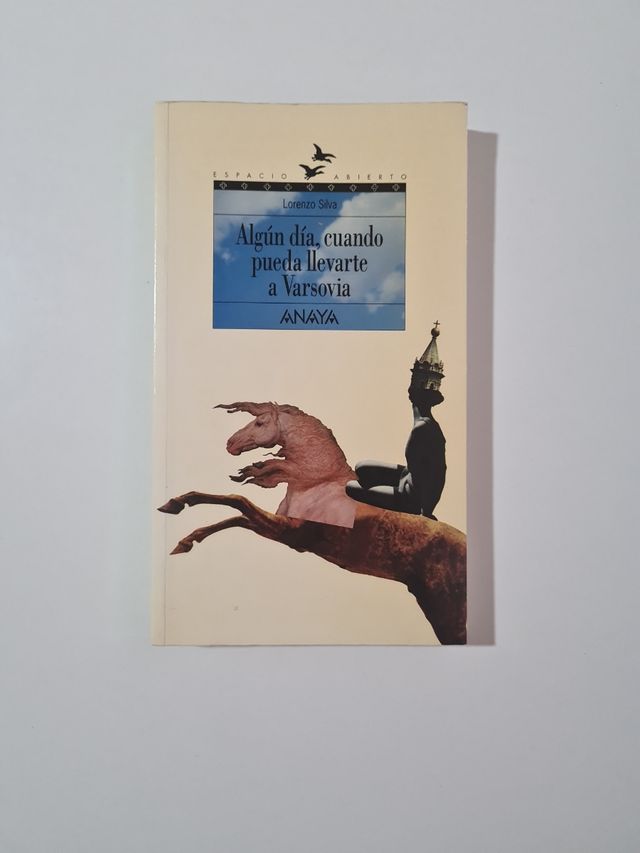 ESPACIO ABIERTO
Lorenzo Silva
Algún día, cuando
pueda llevarte
a Varsovia
ANAYA